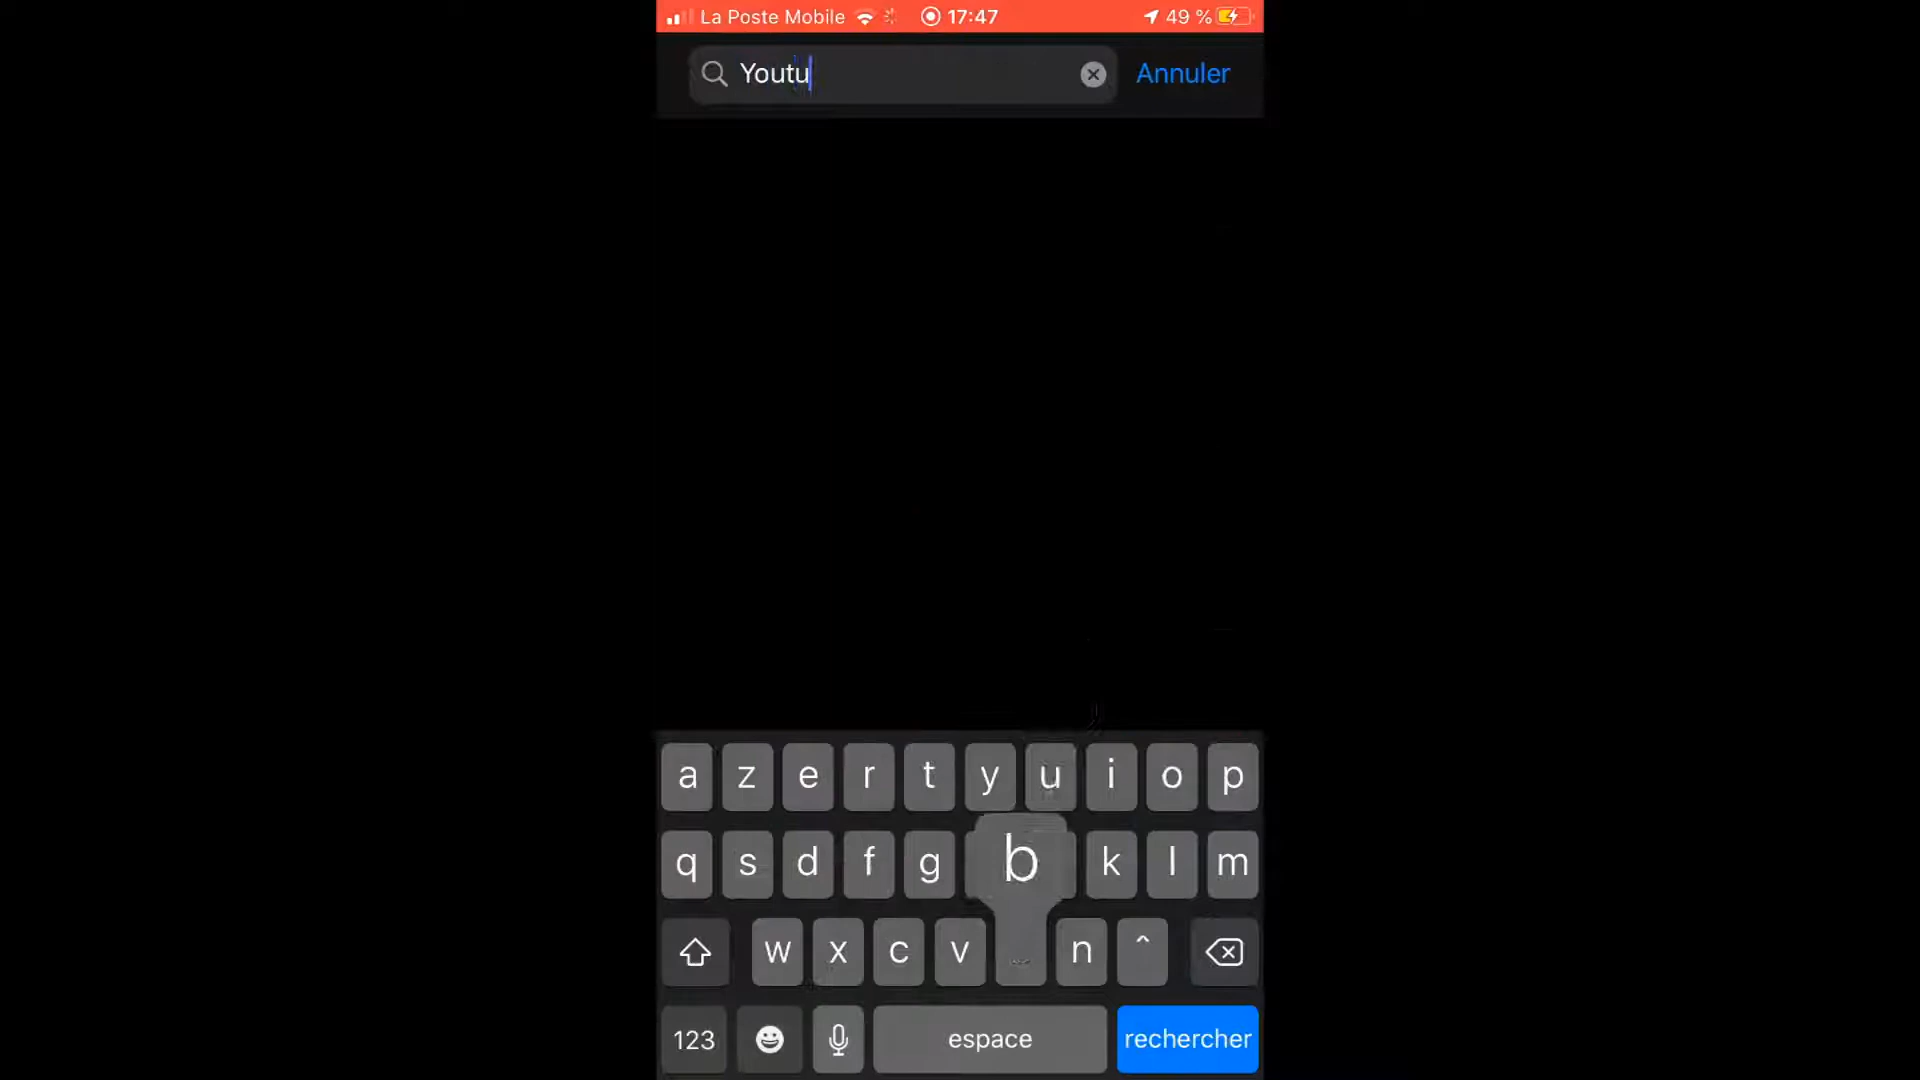 La Poste Mobile 17:47 49 %
Youtu Annuler
a z e r t y u i o p
q s d f g b k l m
w x c v n ^
123 espace rechercher